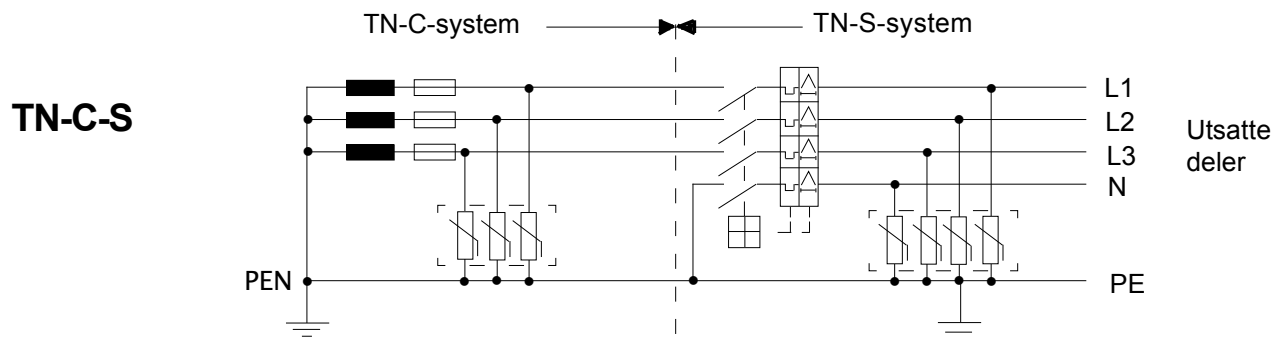 TN-C-system
TN-S-system
TN-C-S
L1
L2
L3
N
Utsatte
deler
PEN
PE